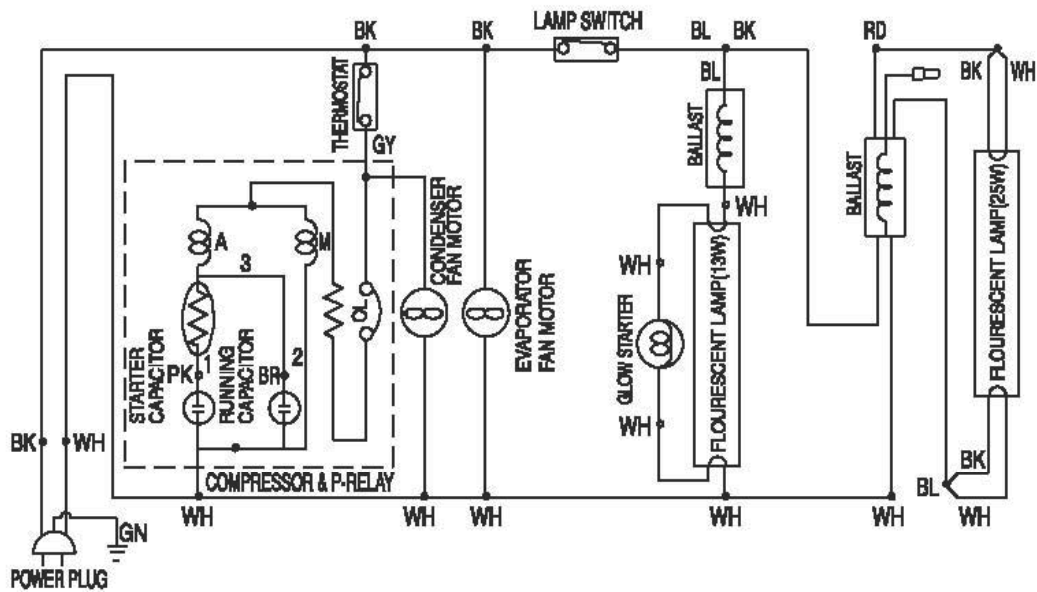 LAMP SWITCH
BK
BK
BL
BK
RD
BK
WH
THERMOSTAT
BL
BALLAST
GY
BALLAST
WH
A
M
3
CONDENSER
FAN MOTOR
WH
OL
EVAPORATOR
FAN MOTOR
GLOW STARTER
FLOURESCENT LAMP(13W)
FLOURESCENT LAMP(25W)
STARTER
CAPACITOR
PK
1
RUNNING
CAPACITOR
BR
2
WH
BK
WH
COMPRESSOR & P-RELAY
BK
BL
WH
WH
WH
WH
WH
WH
GN
POWER PLUG